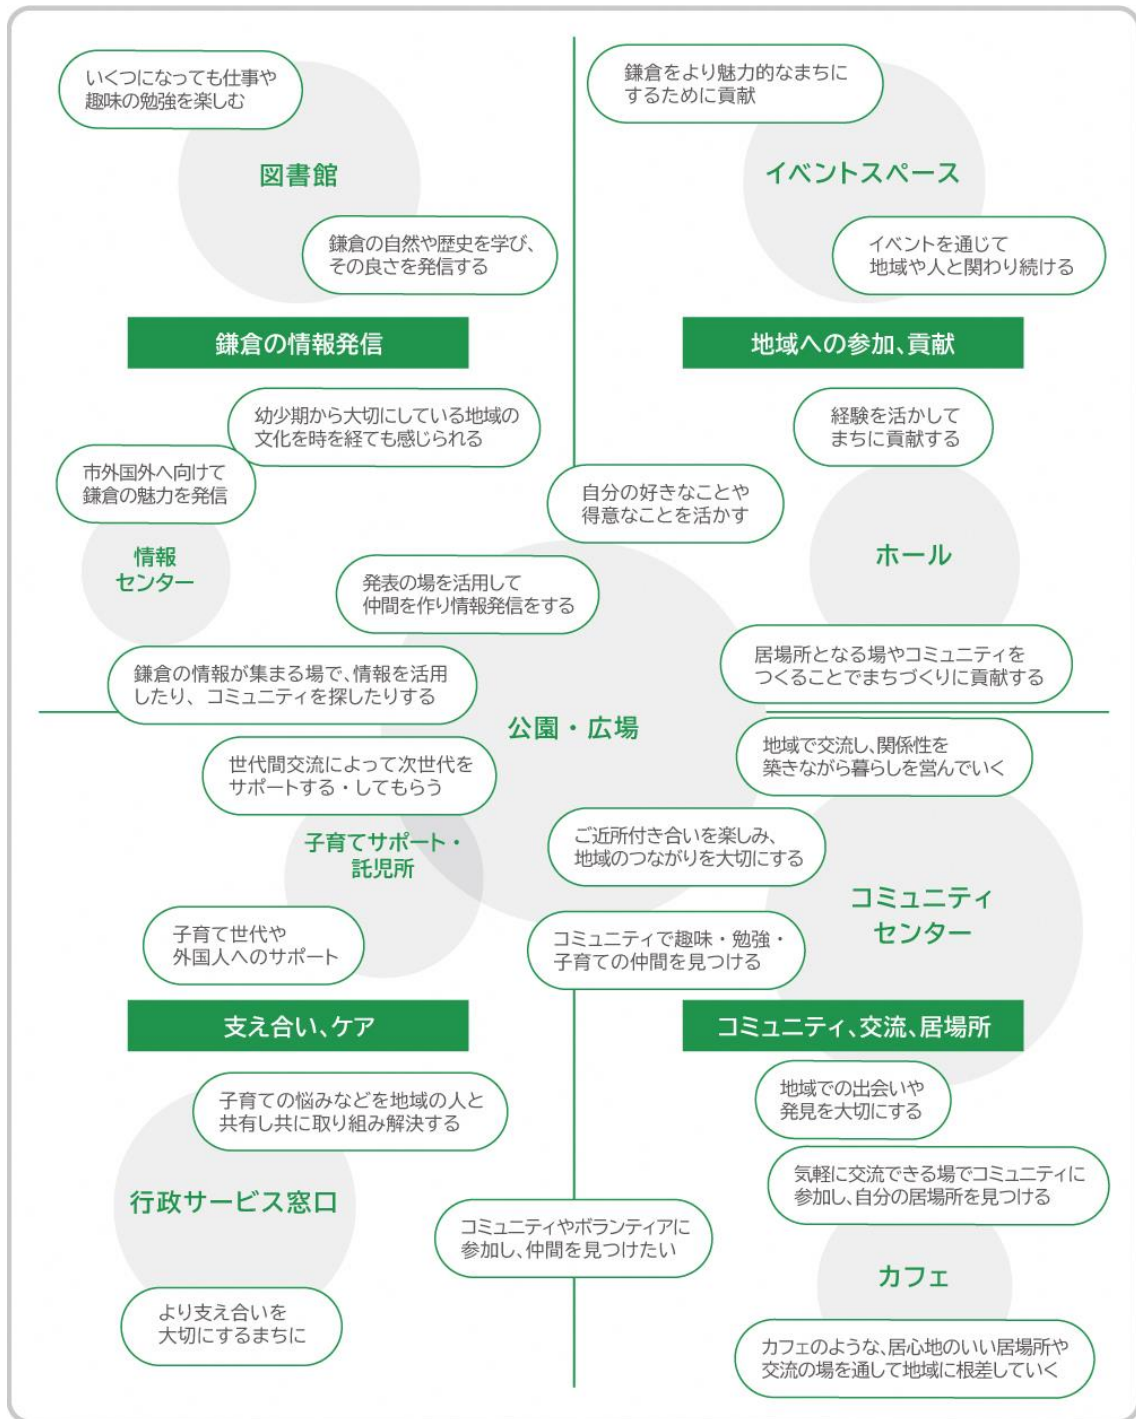 いくつになっても仕事や
趣味の勉強を楽しむ
図書館
鎌倉の自然や歴史を学び、
その良さを発信する
鎌倉の情報発信
幼少期から大切にしている地域の
文化を時を経ても感じられる
市外国外へ向けて
鎌倉の魅力を発信
情報
センター
発表の場を活用して
仲間を作り情報発信をする
鎌倉の情報が集まる場で、情報を活用
したり、コミュニティを探したりする
鎌倉をより魅力的なまちに
するために貢献
イベントスペース
イベントを通じて
地域や人と関わり続ける
地域への参加、貢献
経験を活かして
まちに貢献する
自分の好きなことや
得意なことを活かす
ホール
居場所となる場やコミュニティを
つくることでまちづくりに貢献する
公園・広場
世代間交流によって次世代を
サポートする・してもらう
子育てサポート・
託児所
子育て世代や
外国人へのサポート
支え合い、ケア
子育ての悩みなどを地域の人と
共有し共に取り組み解決する
行政サービス窓口
コミュニティやボランティアに
参加し、仲間を見つけたい
より支え合いを
大切にするまちに
地域で交流し、関係性を
築きながら暮らしを営んでいく
ご近所付き合いを楽しみ、
地域のつながりを大切にする
コミュニティ
センター
コミュニティで趣味・勉強・
子育ての仲間を見つける
コミュニティ、交流、居場所
地域での出会いや
発見を大切にする
気軽に交流できる場でコミュニティに
参加し、自分の居場所を見つける
カフェ
カフェのような、居心地のいい居場所や
交流の場を通して地域に根差していく